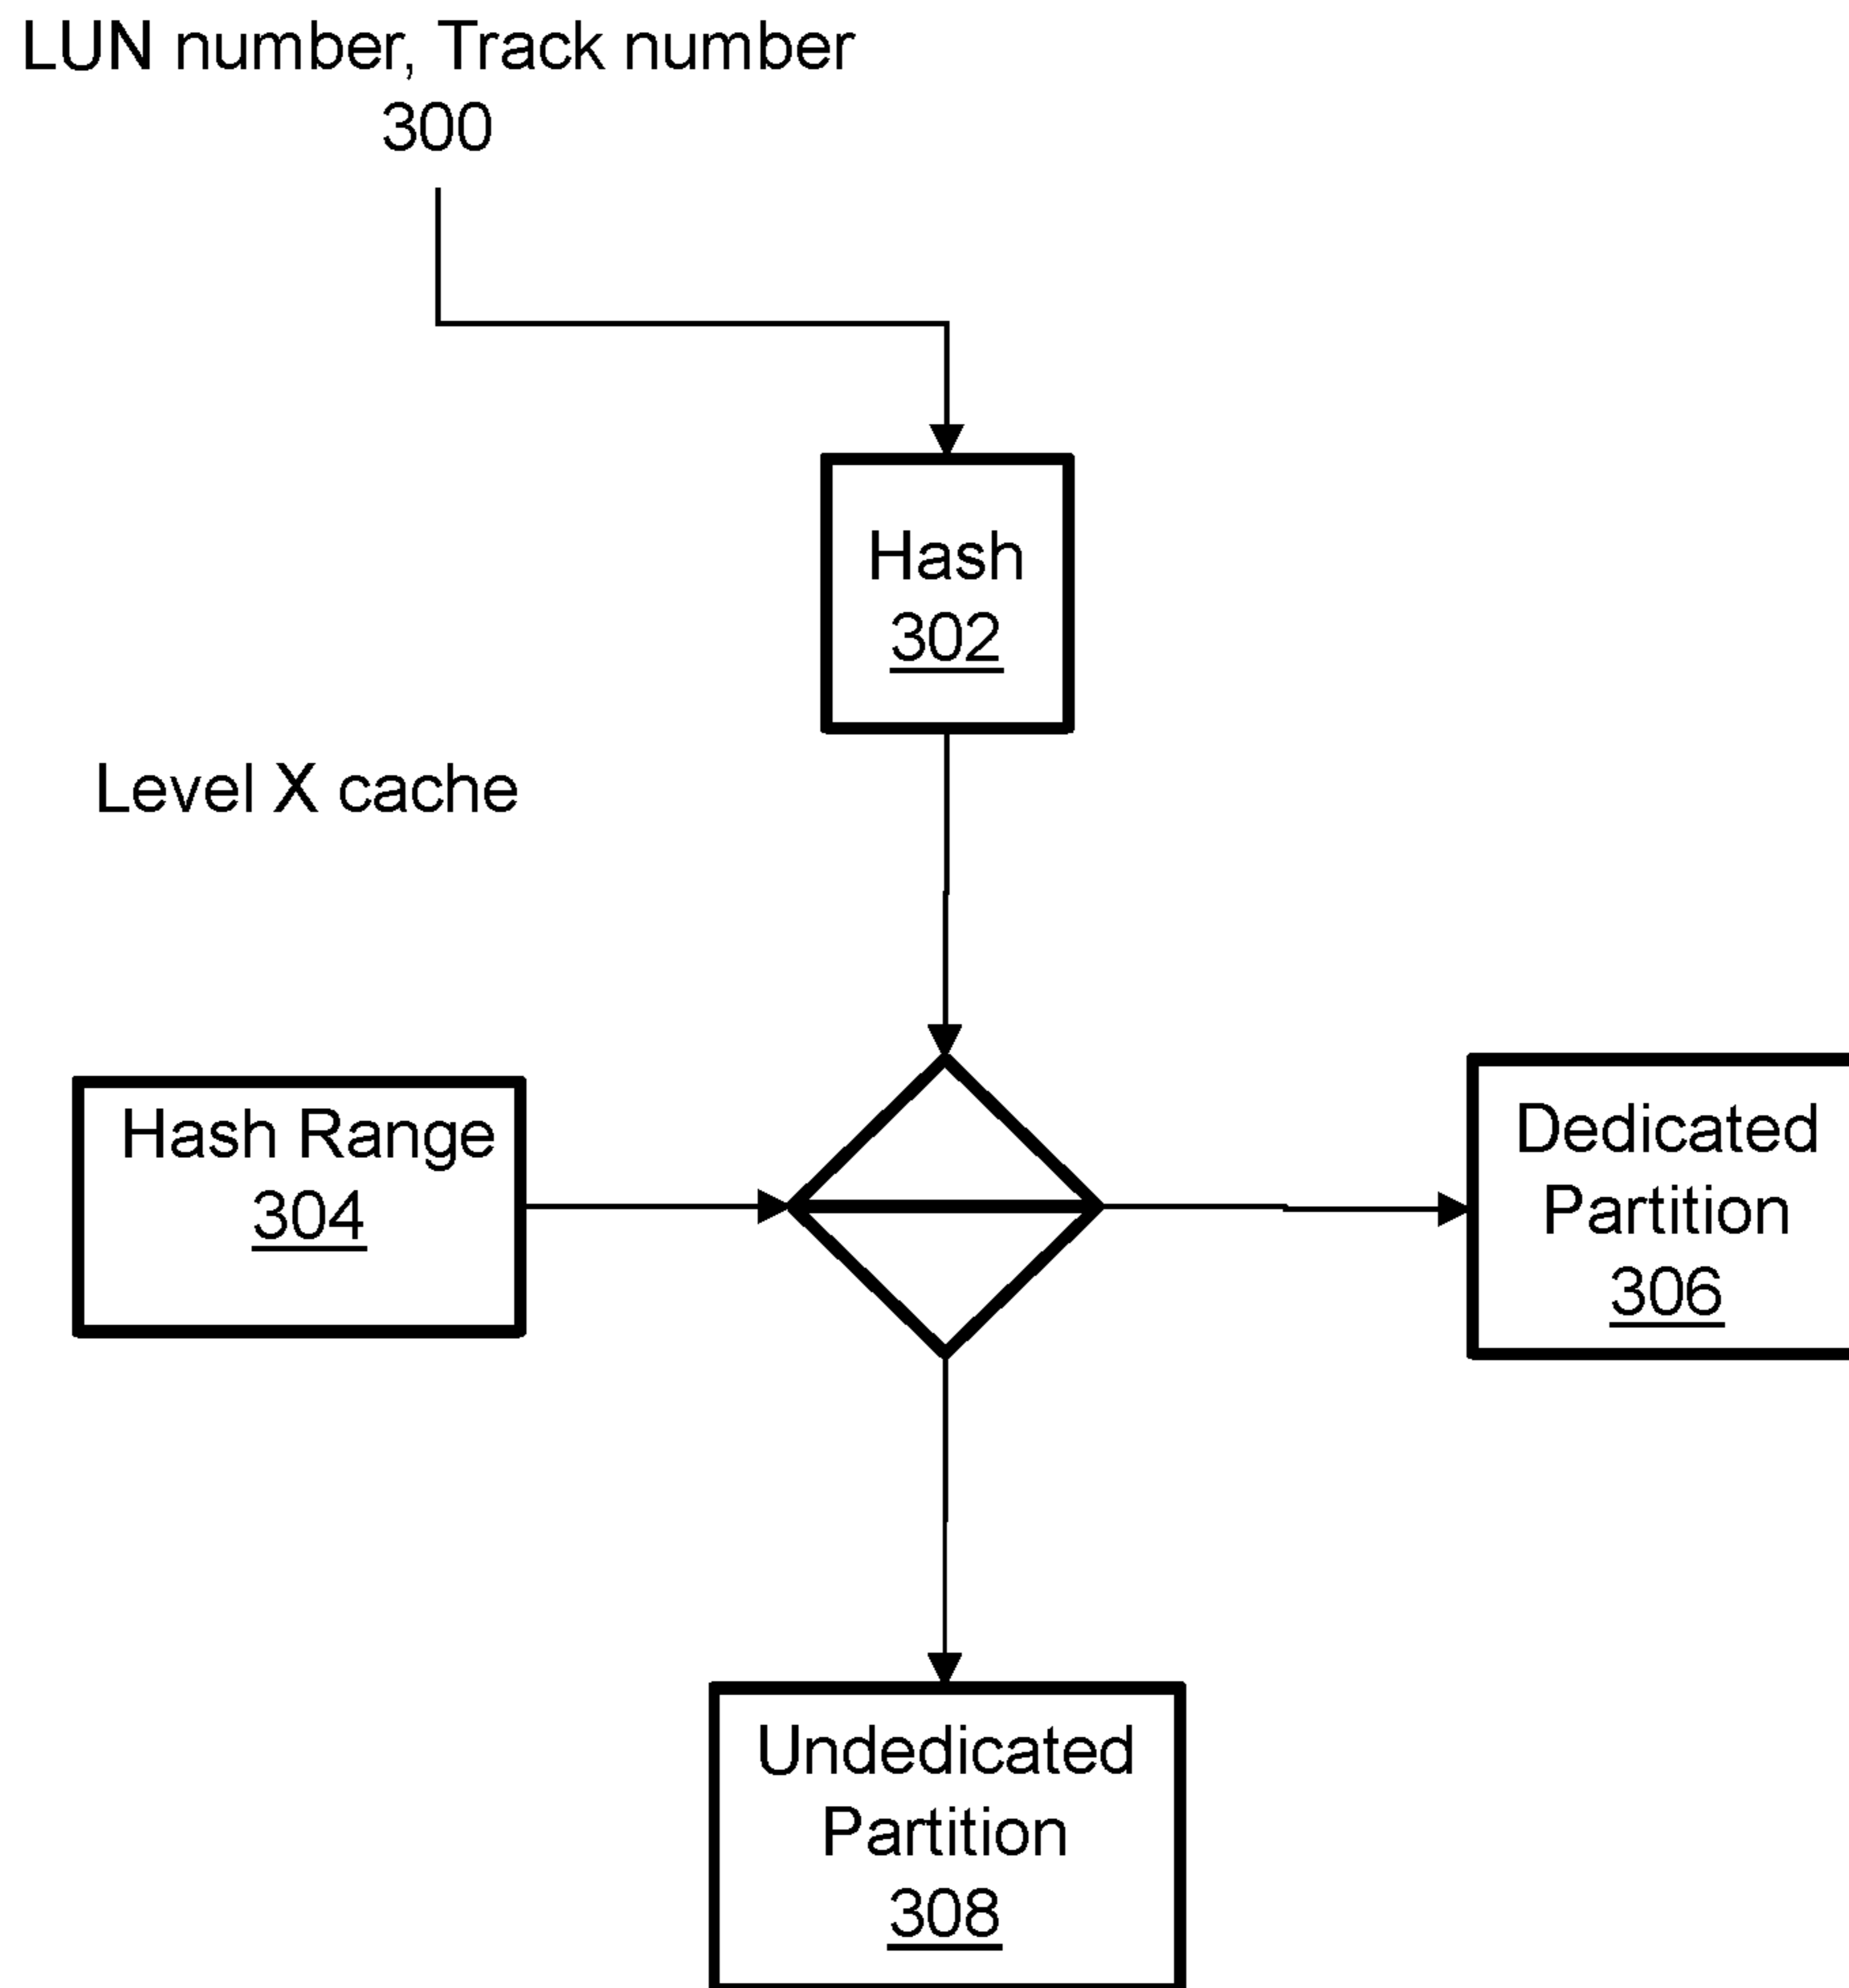 LUN number, Track number
300
Hash
302
Level X cache
Hash Range
304
Dedicated
Partition
306
Undedicated
Partition
308